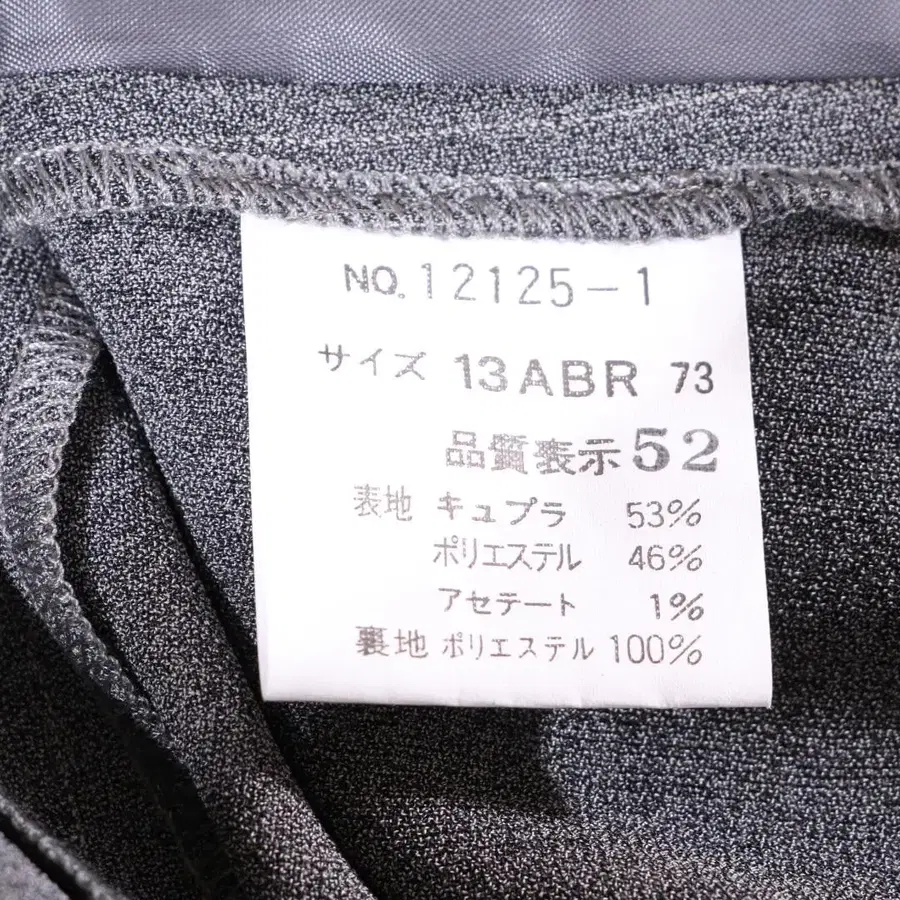 NO.12125-1
サイズ 13ABR 73
品質表示52
表地 キュプラ 53%
ポリエステル 46%
アセテート 1%
裏地 ポリエステル 100%